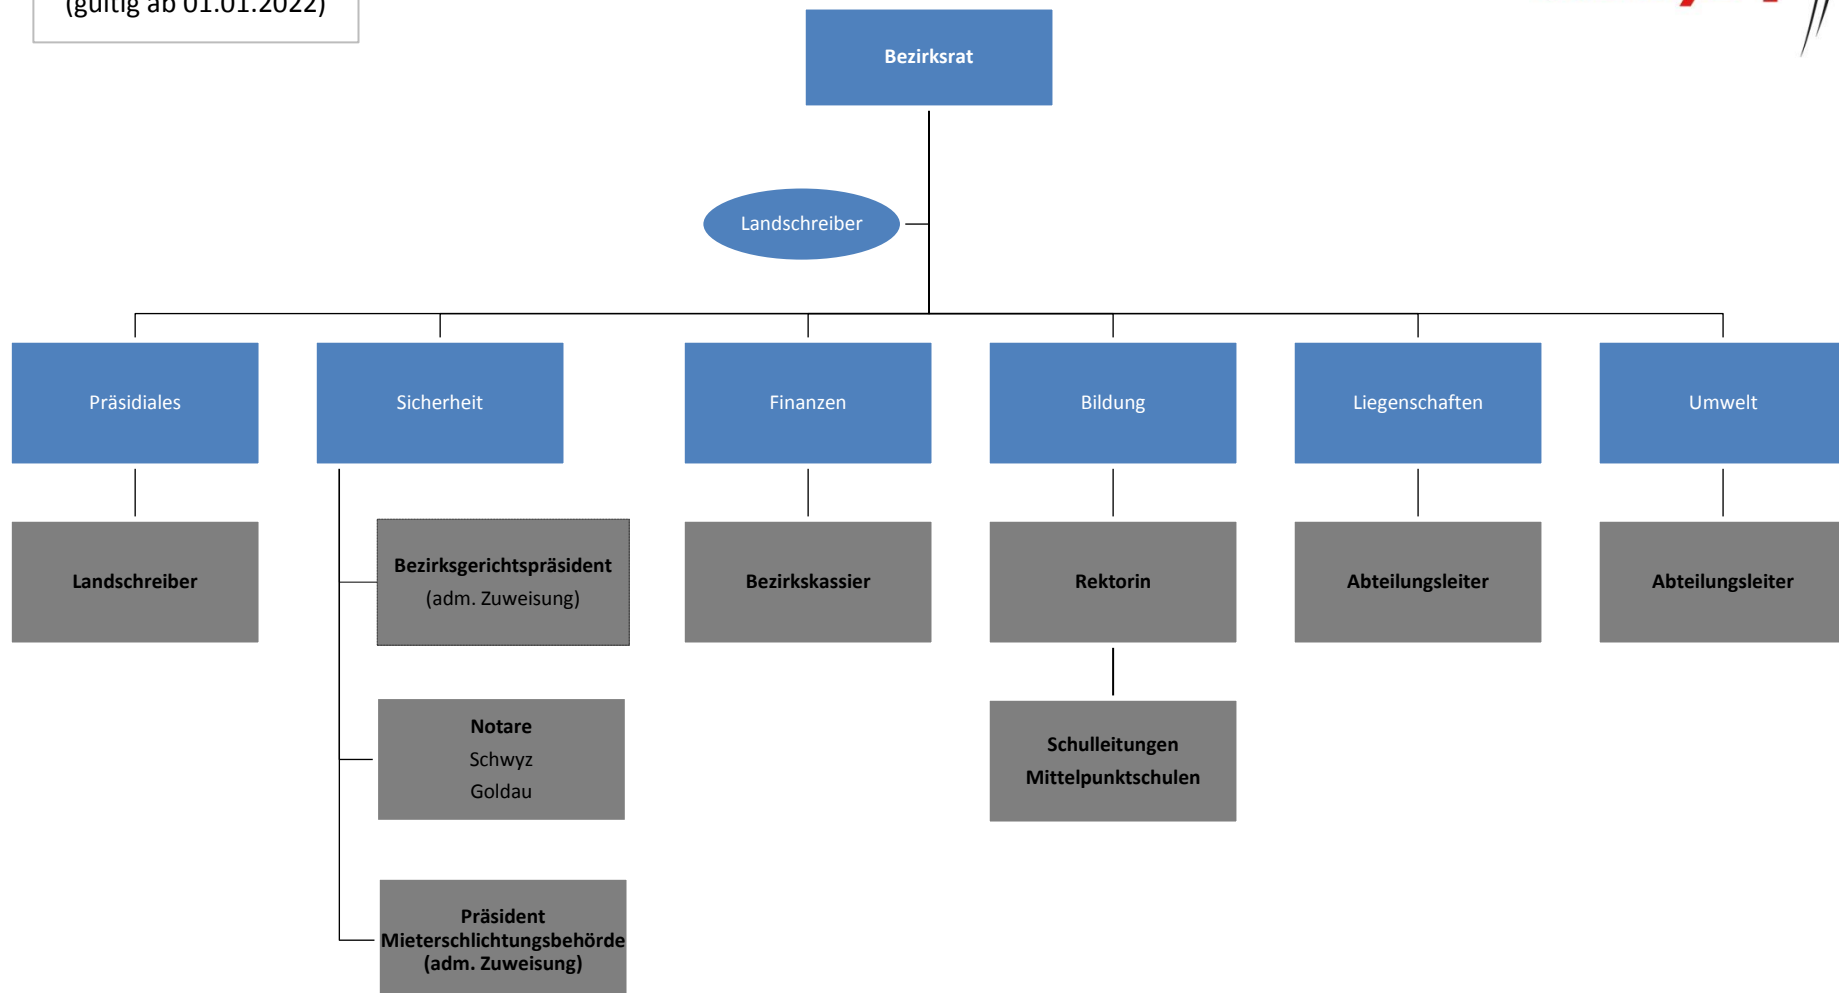 (gültig ab 01.01.2022)
Bezirksrat
Landschreiber
Präsidiales
Sicherheit
Finanzen
Bildung
Liegenschaften
Umwelt
Landschreiber
Bezirksgerichtspräsident
(adm. Zuweisung)
Bezirkskassier
Rektorin
Abteilungsleiter
Abteilungsleiter
Notare
Schwyz
Goldau
Schulleitungen
Mittelpunktschulen
Präsident
Mieterschlichtungsbehörde
(adm. Zuweisung)